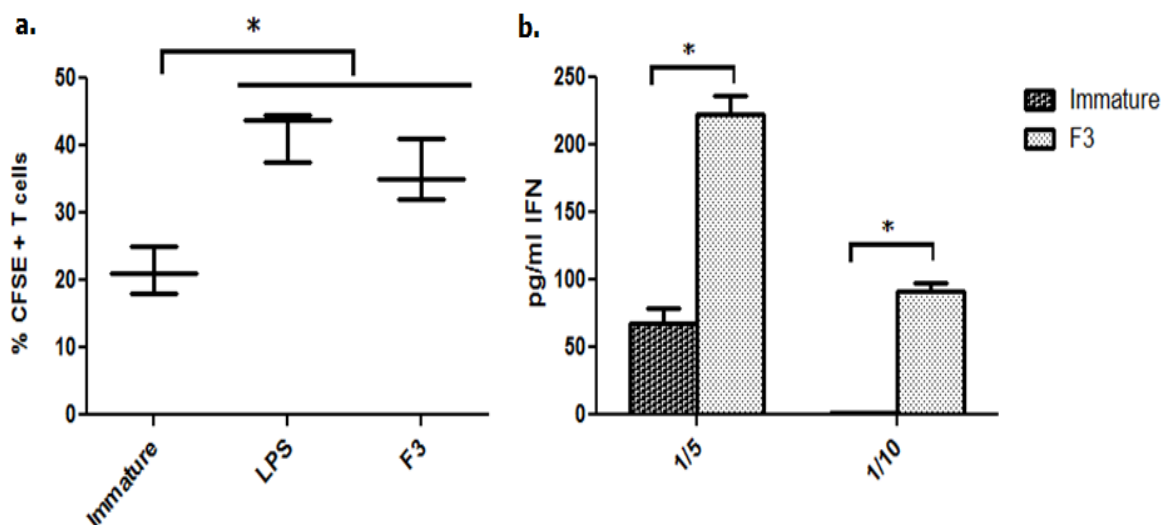 a.
*
50
40
30
20
10
0
% CFSE + T cells
Immature
LPS
F3
b.
*
*
250
200
150
100
50
0
pg/ml IFN
1/5
1/10
Immature
F3